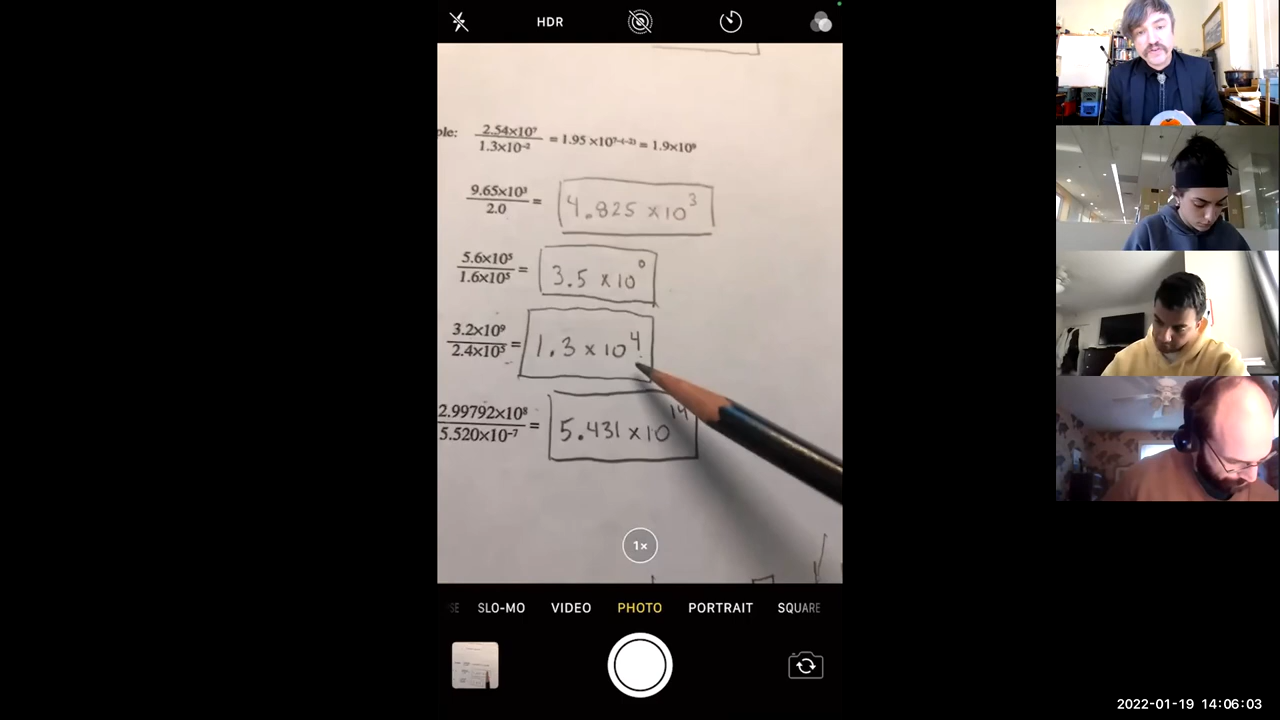 HDR
ple: 2.54×10⁷ / 1.3×10⁻² = 1.95 ×10⁷⁻⁽⁻²⁾ = 1.9×10⁹
9.65×10³ / 2.0 = 4.825 ×10³
5.6×10⁵ / 1.6×10⁵ = 3.5 ×10⁰
3.2×10⁹ / 2.4×10⁵ = 1.3 ×10⁴
2.99792×10⁸ / 5.520×10⁻⁷ = 5.431 ×10¹⁴
1×
SLO-MO VIDEO PHOTO PORTRAIT SQUARE
2022-01-19 14:06:03